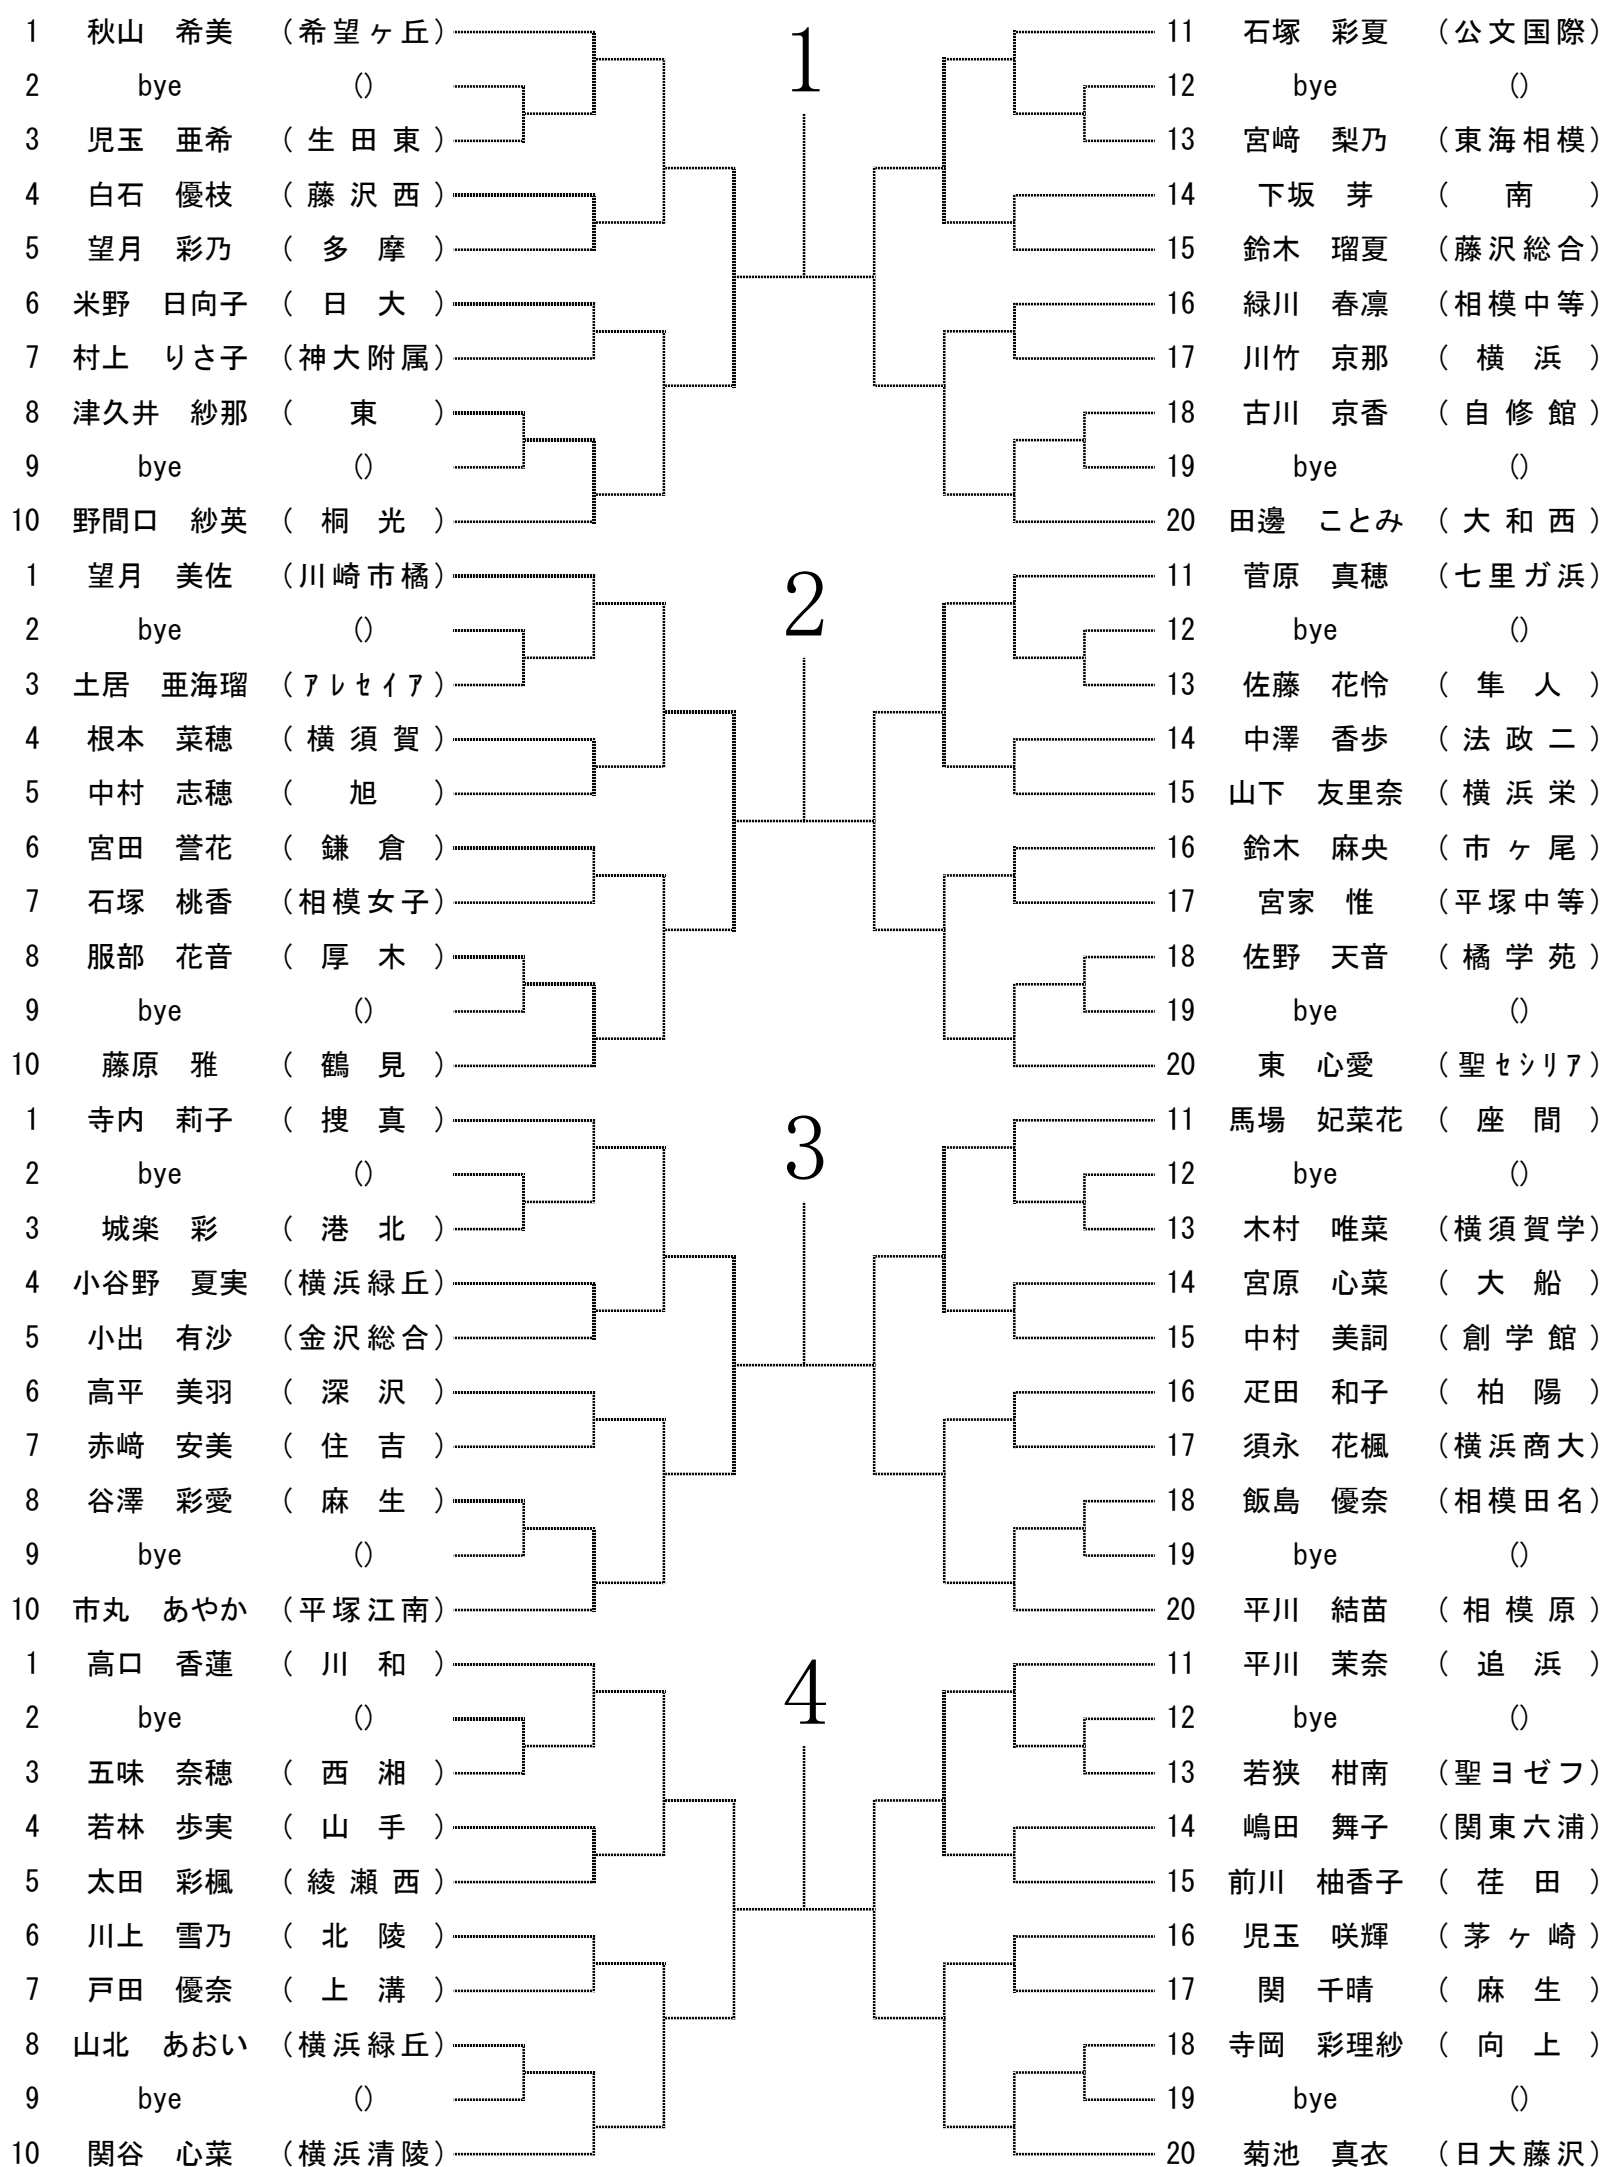 1 秋山 希美 (希望ヶ丘)
2 bye ()
3 児玉 亜希 (生田東)
4 白石 優枝 (藤沢西)
5 望月 彩乃 (多摩)
6 米野 日向子 (日大)
7 村上 りさ子 (神大附属)
8 津久井 紗那 (東)
9 bye ()
10 野間口 紗英 (桐光)
1
11 石塚 彩夏 (公文国際)
12 bye ()
13 宮﨑 梨乃 (東海相模)
14 下坂 芽 (南)
15 鈴木 瑠夏 (藤沢総合)
16 緑川 春凛 (相模中等)
17 川竹 京那 (横浜)
18 古川 京香 (自修館)
19 bye ()
20 田邊 ことみ (大和西)
1 望月 美佐 (川崎市橘)
2 bye ()
3 土居 亜海瑠 (アレセイア)
4 根本 菜穂 (横須賀)
5 中村 志穂 (旭)
6 宮田 誉花 (鎌倉)
7 石塚 桃香 (相模女子)
8 服部 花音 (厚木)
9 bye ()
10 藤原 雅 (鶴見)
2
11 菅原 真穂 (七里ガ浜)
12 bye ()
13 佐藤 花怜 (隼人)
14 中澤 香歩 (法政二)
15 山下 友里奈 (横浜栄)
16 鈴木 麻央 (市ヶ尾)
17 宮家 惟 (平塚中等)
18 佐野 天音 (橘学苑)
19 bye ()
20 東 心愛 (聖セシリア)
1 寺内 莉子 (捜真)
2 bye ()
3 城楽 彩 (港北)
4 小谷野 夏実 (横浜緑丘)
5 小出 有沙 (金沢総合)
6 高平 美羽 (深沢)
7 赤﨑 安美 (住吉)
8 谷澤 彩愛 (麻生)
9 bye ()
10 市丸 あやか (平塚江南)
3
11 馬場 妃菜花 (座間)
12 bye ()
13 木村 唯菜 (横須賀学)
14 宮原 心菜 (大船)
15 中村 美詞 (創学館)
16 疋田 和子 (柏陽)
17 須永 花楓 (横浜商大)
18 飯島 優奈 (相模田名)
19 bye ()
20 平川 結苗 (相模原)
1 高口 香蓮 (川和)
2 bye ()
3 五味 奈穂 (西湘)
4 若林 歩実 (山手)
5 太田 彩楓 (綾瀬西)
6 川上 雪乃 (北陵)
7 戸田 優奈 (上溝)
8 山北 あおい (横浜緑丘)
9 bye ()
10 関谷 心菜 (横浜清陵)
4
11 平川 茉奈 (追浜)
12 bye ()
13 若狭 柑南 (聖ヨゼフ)
14 嶋田 舞子 (関東六浦)
15 前川 柚香子 (荏田)
16 児玉 咲輝 (茅ヶ崎)
17 関 千晴 (麻生)
18 寺岡 彩理紗 (向上)
19 bye ()
20 菊池 真衣 (日大藤沢)